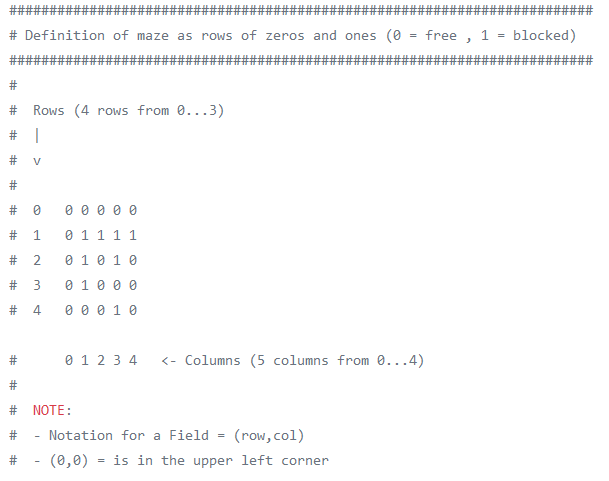 #########################################################################
# Definition of maze as rows of zeros and ones (0 = free , 1 = blocked)
#########################################################################
#
#  Rows (4 rows from 0...3)
#  |
#  v
#
#  0   0 0 0 0 0
#  1   0 1 1 1 1
#  2   0 1 0 1 0
#  3   0 1 0 0 0
#  4   0 0 0 1 0

#      0 1 2 3 4   <- Columns (5 columns from 0...4)
#
#  NOTE:
#  - Notation for a Field = (row,col)
#  - (0,0) = is in the upper left corner